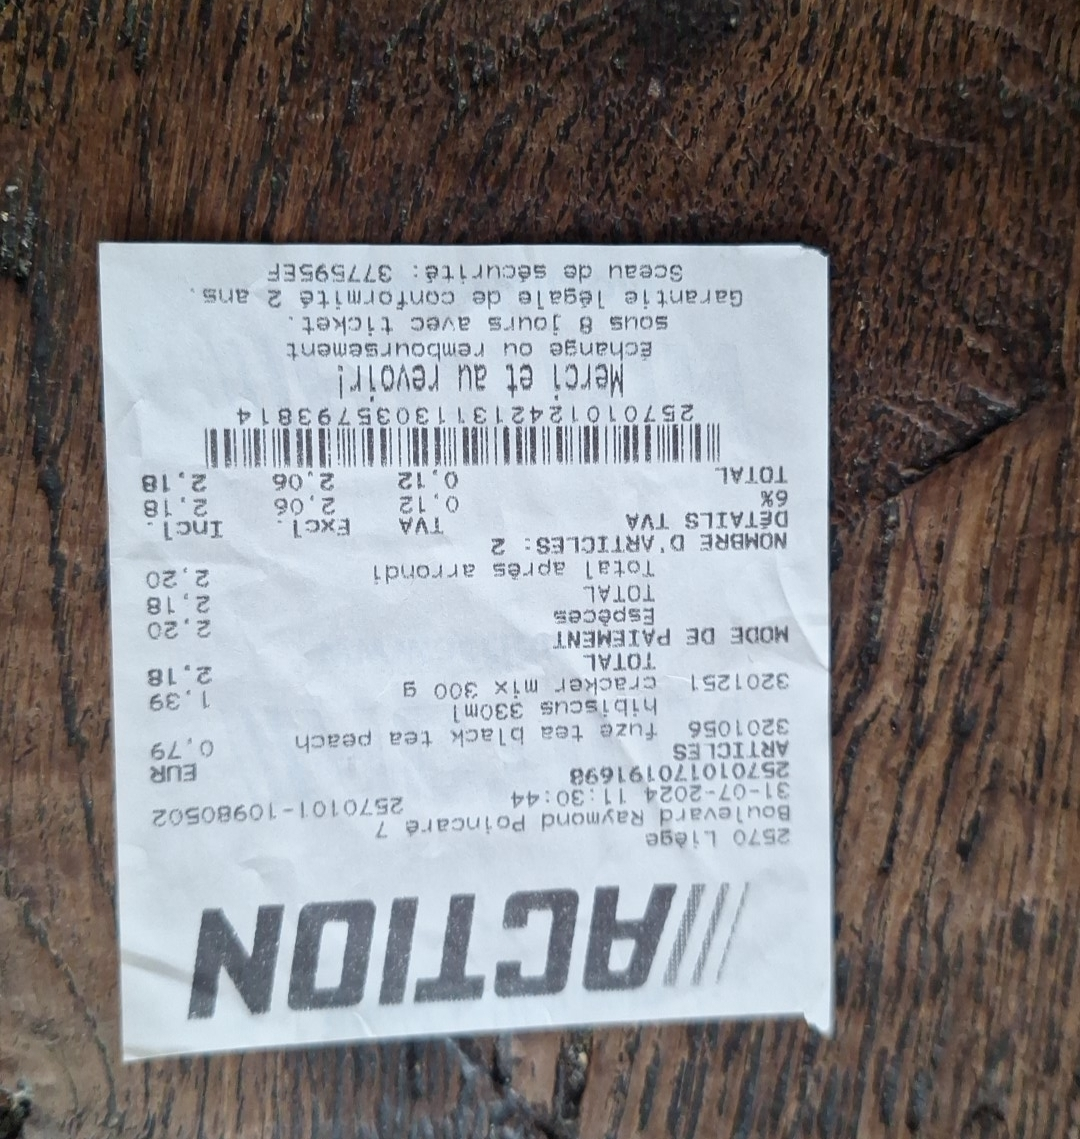 ACTION
2570 Liège
Boulevard Raymond Poincaré 7
31-07-2024 11:30:44 2570101-10980502
257010170191698
ARTICLES EUR
3201056 fuze tea black tea peach 0,79
hibiscus 330ml
3201251 cracker mix 300 g 1,39
TOTAL 2,18
MODE DE PAIEMENT
Espèces 2,20
TOTAL 2,18
Total après arrondi 2,20
NOMBRE D'ARTICLES: 2
DÉTAILS TVA TVA Excl. Incl.
6% 0,12 2,06 2,18
TOTAL 0,12 2,06 2,18
2570101242131130357793814
Merci et au revoir!
Échange ou remboursement
sous 8 jours avec ticket.
Garantie légale de conformité 2 ans.
Sceau de sécurité: 377595EF